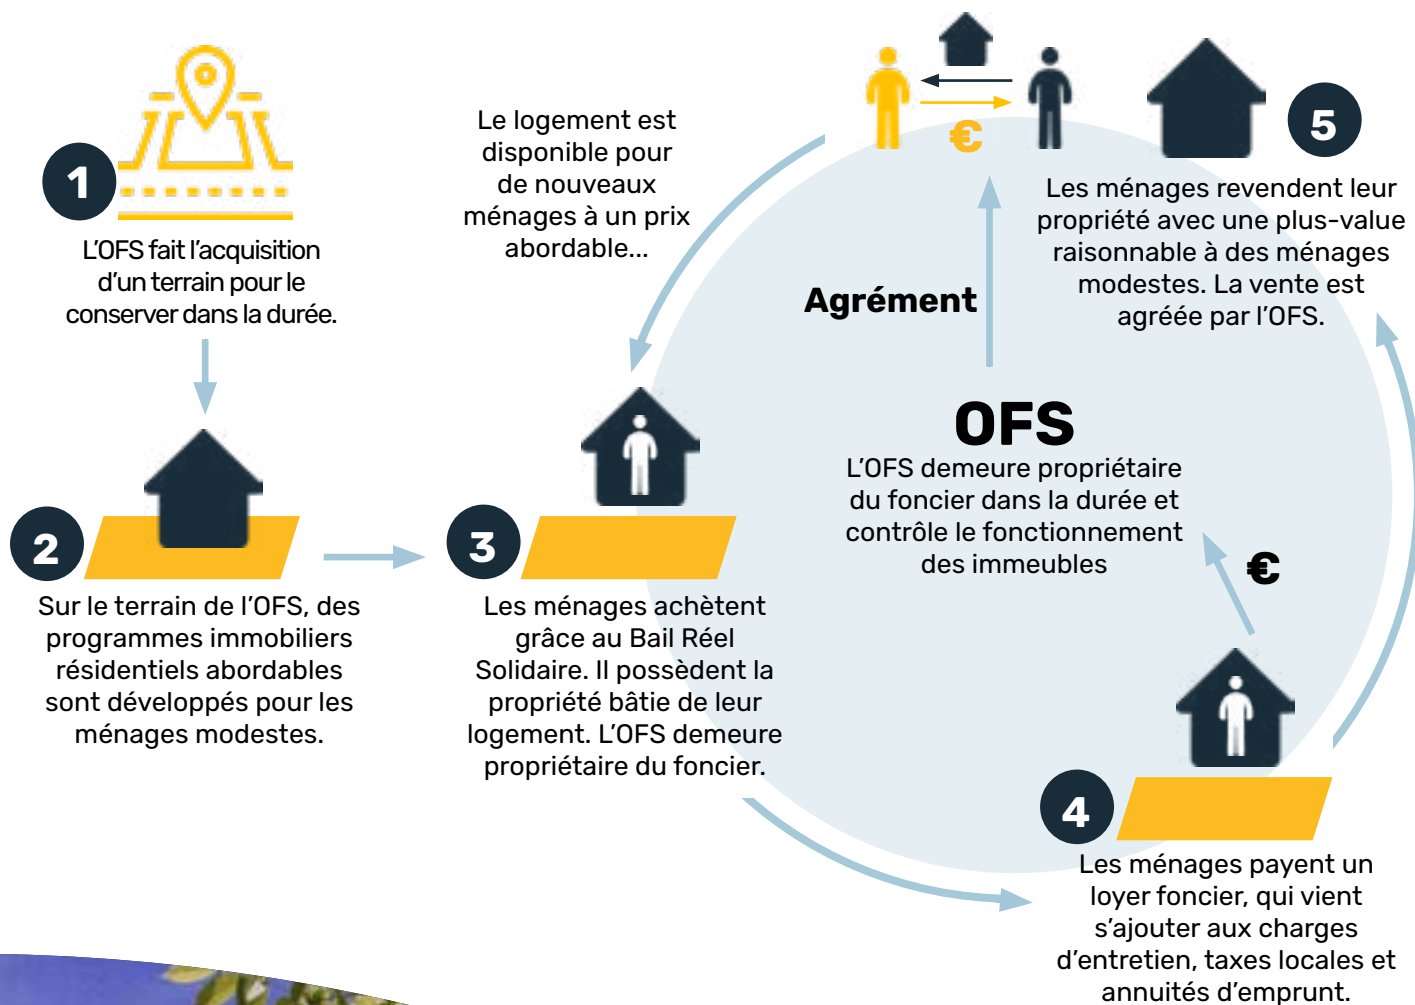 1
L’OFS fait l’acquisition
d’un terrain pour le
conserver dans la durée.
2
Sur le terrain de l’OFS, des
programmes immobiliers
résidentiels abordables
sont développés pour les
ménages modestes.
3
Les ménages achètent
grâce au Bail Réel
Solidaire. Il possèdent la
propriété bâtie de leur
logement. L’OFS demeure
propriétaire du foncier.
4
Les ménages payent un
loyer foncier, qui vient
s’ajouter aux charges
d’entretien, taxes locales et
annuités d’emprunt.
€
OFS
L’OFS demeure propriétaire
du foncier dans la durée et
contrôle le fonctionnement
des immeubles
Agrément
€
5
Les ménages revendent leur
propriété avec une plus-value
raisonnable à des ménages
modestes. La vente est
agréée par l’OFS.
Le logement est
disponible pour
de nouveaux
ménages à un prix
abordable...